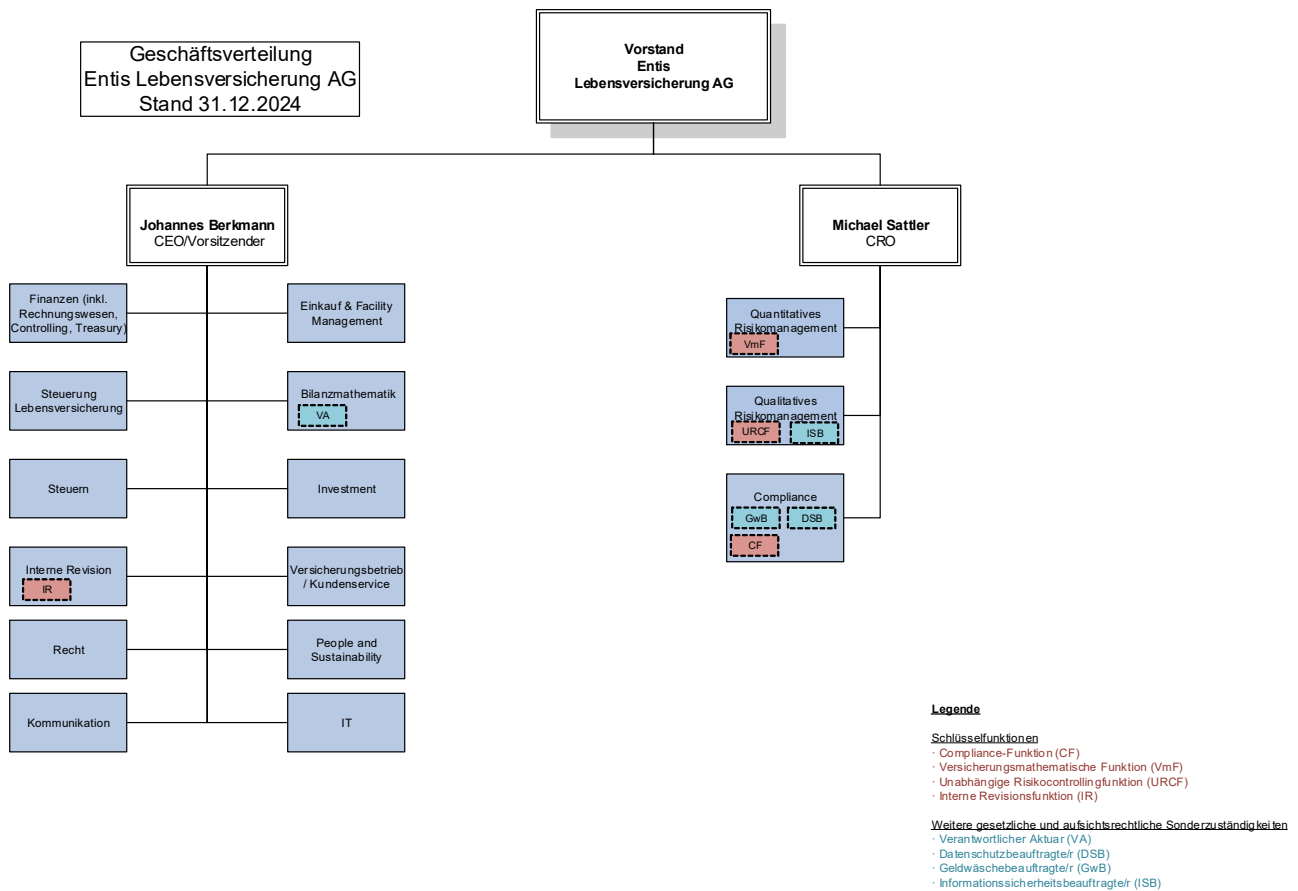 Geschäftsverteilung
Entis Lebensversicherung AG
Stand 31.12.2024
Vorstand
Entis
Lebensversicherung AG
Johannes Berkmann
CEO/Vorsitzender
Michael Sattler
CRO
Finanzen (inkl.
Rechnungswesen,
Controlling, Treasury)
Einkauf & Facility
Management
Steuerung
Lebensversicherung
Bilanzmathematik
VA
Steuern
Investment
Interne Revision
IR
Versicherungsbetrieb
/ Kundenservice
Recht
People and
Sustainability
Kommunikation
IT
Quantitatives
Risikomanagement
VmF
Qualitatives
Risikomanagement
URCF
ISB
Compliance
GwB
DSB
CF
Legende
Schlüsselfunktionen
· Compliance-Funktion (CF)
· Versicherungsmathematische Funktion (VmF)
· Unabhängige Risikocontrollingfunktion (URCF)
· Interne Revisionsfunktion (IR)
Weitere gesetzliche und aufsichtsrechtliche Sonderzuständigkeiten
· Verantwortlicher Aktuar (VA)
· Datenschutzbeauftragte/r (DSB)
· Geldwäschebeauftragte/r (GwB)
· Informationssicherheitsbeauftragte/r (ISB)